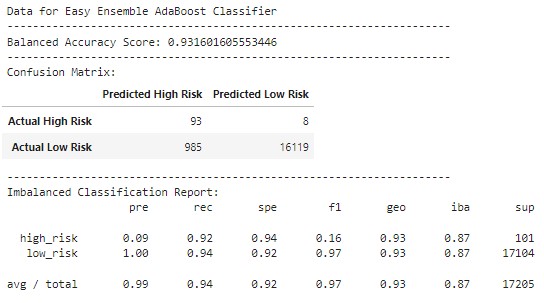 Data for Easy Ensemble AdaBoost Classifier
------------------------------------------------------------
Balanced Accuracy Score: 0.931601605553446
------------------------------------------------------------
Confusion Matrix:
Predicted High Risk Predicted Low Risk
Actual High Risk 93 8
Actual Low Risk 985 16119
------------------------------------------------------------
Imbalanced Classification Report:
pre rec spe f1 geo iba sup
high_risk 0.09 0.92 0.94 0.16 0.93 0.87 101
low_risk 1.00 0.94 0.92 0.97 0.93 0.87 17104
avg / total 0.99 0.94 0.92 0.97 0.93 0.87 17205